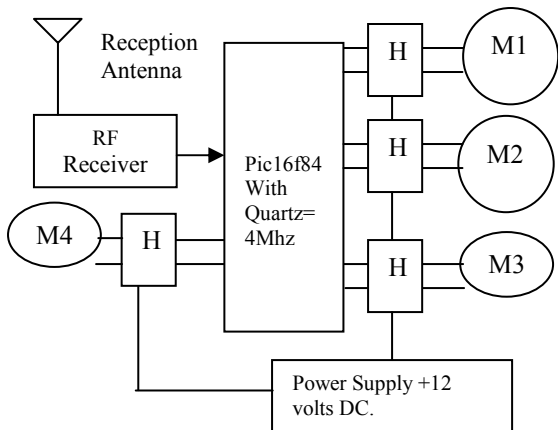 Reception
Antenna
H
M1
RF
Receiver
Pic16f84
With
Quartz=
4Mhz
H
M2
M4
H
H
M3
Power Supply +12
volts DC.